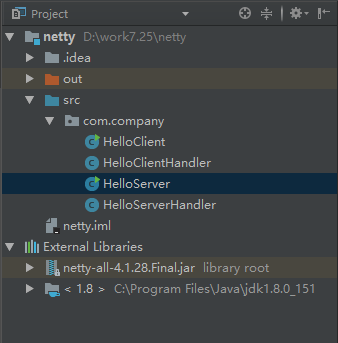 Project
netty D:\work7.25\netty
.idea
out
src
com.company
HelloClient
HelloClientHandler
HelloServer
HelloServerHandler
netty.iml
External Libraries
netty-all-4.1.28.Final.jar library root
< 1.8 > C:\Program Files\Java\jdk1.8.0_151